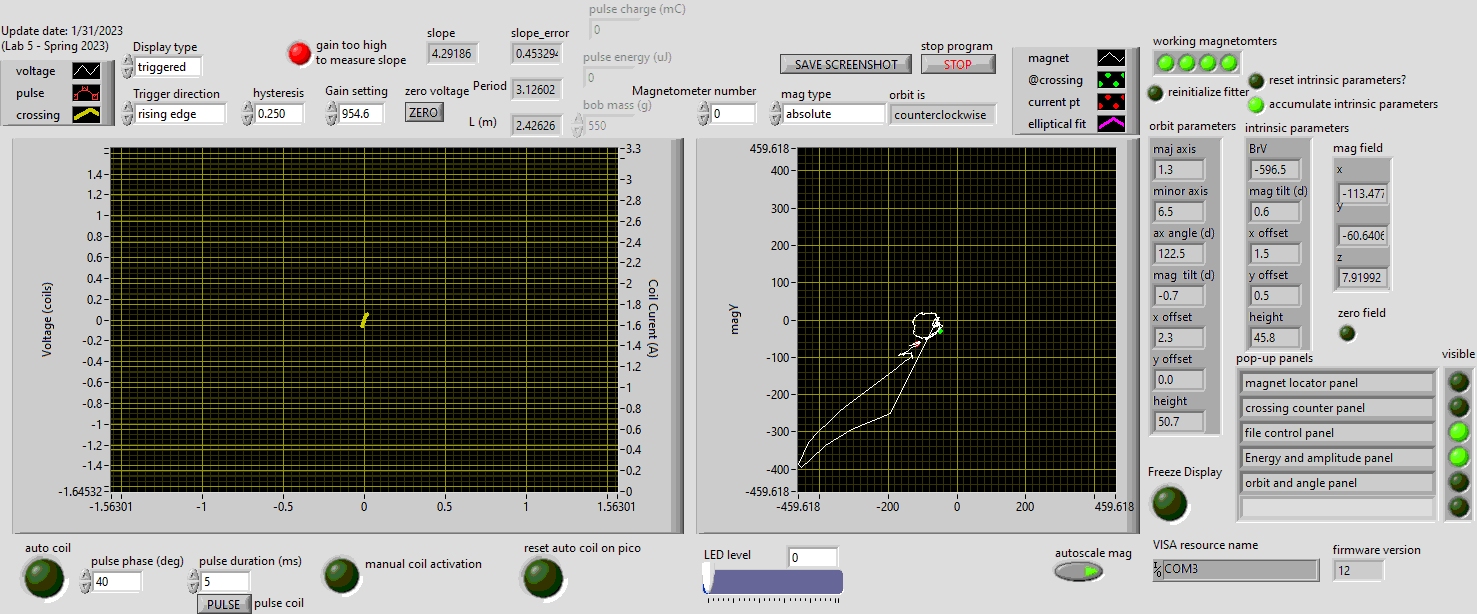 Update date: 1/31/2023
(Lab 5 - Spring 2023)
voltage
pulse
crossing
Display type
triggered
Trigger direction
rising edge
gain too high
to measure slope
hysteresis
0.250
Gain setting
954.6
zero voltage
ZERO
slope
4.29186
slope_error
0.453294
Period
3.12602
L (m)
2.42626
pulse charge (mC)
0
pulse energy (uJ)
0
bob mass (g)
550
Magnetometer number
0
SAVE SCREENSHOT
stop program
STOP
mag type
absolute
orbit is
counterclockwise
magnet
@crossing
current pt
elliptical fit
working magnetomters
reset intrinsic parameters?
reinitialize fitter
accumulate intrinsic parameters
orbit parameters
maj axis
1.3
minor axis
6.5
ax angle (d)
122.5
mag tilt (d)
-0.7
x offset
2.3
y offset
0.0
height
50.7
intrinsic parameters
BrV
-596.5
mag tilt (d)
0.6
x offset
1.5
y offset
0.5
height
45.8
mag field
x
-113.477
y
-60.6406
z
7.91992
zero field
pop-up panels
visible
magnet locator panel
crossing counter panel
file control panel
Energy and amplitude panel
orbit and angle panel
Freeze Display
VISA resource name
COM3
firmware version
12
Voltage (coils)
1.4
1.2
1
0.8
0.6
0.4
0.2
0
-0.2
-0.4
-0.6
-0.8
-1
-1.2
-1.4
-1.64532
-1.56301
-1
-0.5
0
0.5
1
1.56301
3.3
3
2.8
2.6
2.4
2.2
2
1.8
1.6
1.4
1.2
1
0.8
0.6
0.4
0.2
0
Coil Curent (A)
magY
459.618
400
300
200
100
0
-100
-200
-300
-400
-459.618
-459.618
-200
0
200
459.618
auto coil
pulse phase (deg)
40
pulse duration (ms)
5
PULSE
pulse coil
manual coil activation
reset auto coil on pico
LED level
0
autoscale mag